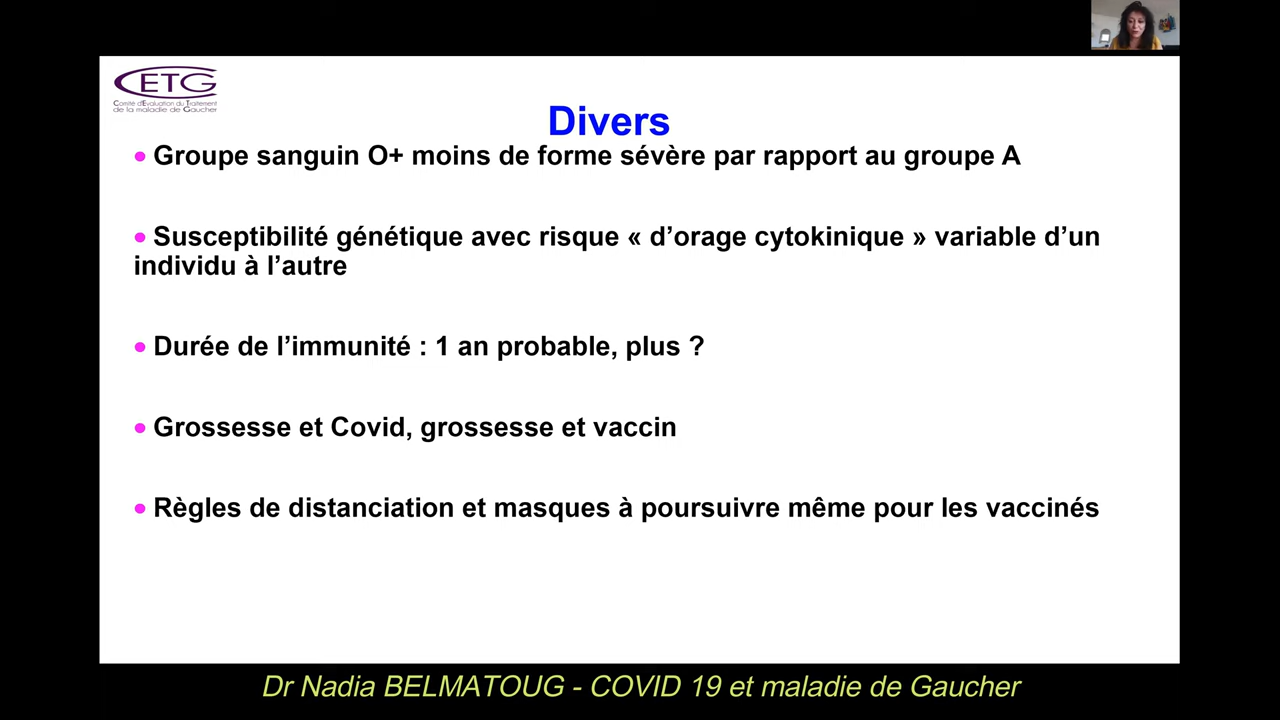 CETG
Comité d'Evaluation du Traitement
de la maladie de Gaucher
Divers
• Groupe sanguin O+ moins de forme sévère par rapport au groupe A
• Susceptibilité génétique avec risque « d’orage cytokinique » variable d’un
individu à l’autre
• Durée de l’immunité : 1 an probable, plus ?
• Grossesse et Covid, grossesse et vaccin
• Règles de distanciation et masques à poursuivre même pour les vaccinés
Dr Nadia BELMATOUG - COVID 19 et maladie de Gaucher